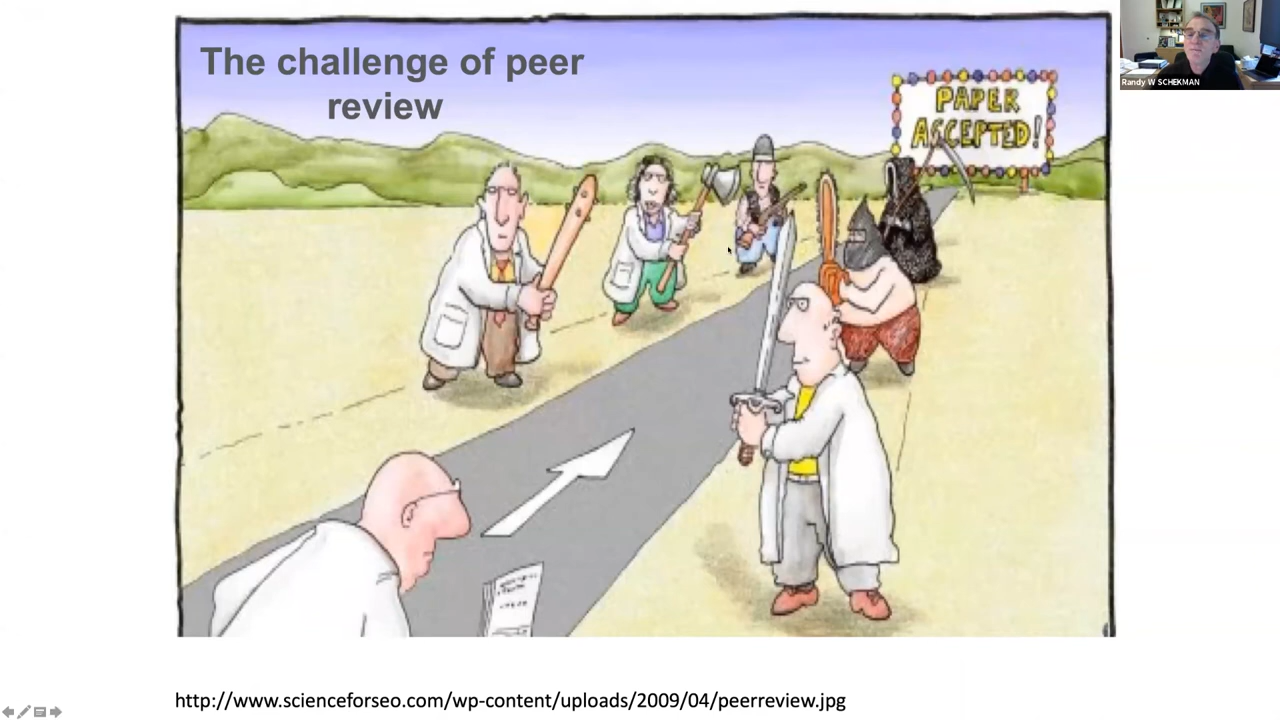 The challenge of peer
review
PAPER
ACCEPTED!
Randy W SCHEKMAN
http://www.scienceforseo.com/wp-content/uploads/2009/04/peerreview.jpg